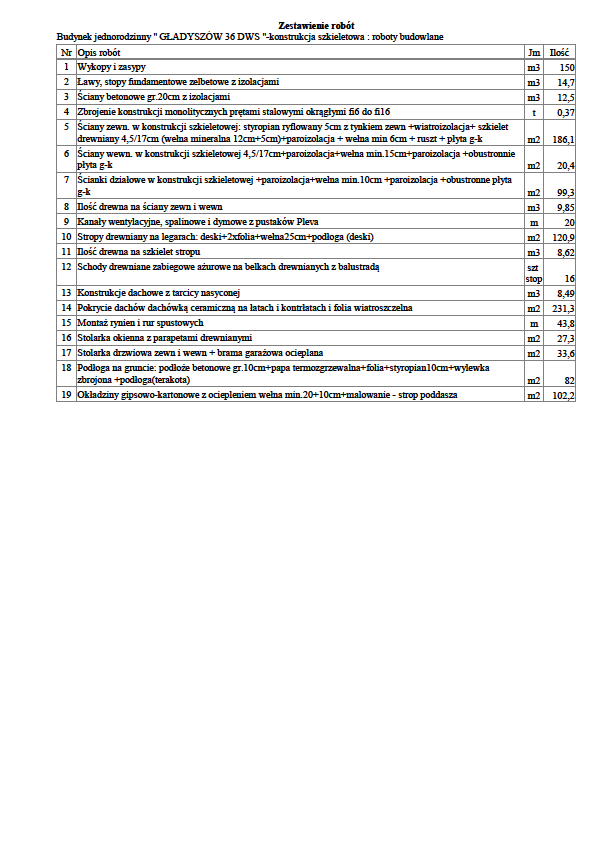 Zestawienie robót
Budynek jednorodzinny " GŁADYSZÓW 36 DWS "-konstrukcja szkieletowa : roboty budowlane
Nr Opis robót Jm Ilość
1 Wykopy i zasypy m3 150
2 Ławy, stopy fundamentowe żelbetowe z izolacjami m3 14,7
3 Ściany betonowe gr.20cm z izolacjami m3 12,5
4 Zbrojenie konstrukcji monolitycznych prętami stalowymi okrągłymi fi6 do fi16 t 0,37
5 Ściany zewn. w konstrukcji szkieletowej: styropian ryflowany 5cm z tynkiem zewn +wiatroizolacja+ szkielet
drewniany 4,5/17cm (wełna mineralna 12cm+5cm)+paroizolacja + wełna min 6cm + ruszt + płyta g-k m2 186,1
6 Ściany wewn. w konstrukcji szkieletowej 4,5/17cm+paroizolacja+wełna min.15cm+paroizolacja +obustronnie
płyta g-k m2 20,4
7 Ścianki działowe w konstrukcji szkieletowej +paroizolacja+wełna min.10cm +paroizolacja +obustronne płyta
g-k m2 99,3
8 Ilość drewna na ściany zewn i wewn m3 9,85
9 Kanały wentylacyjne, spalinowe i dymowe z pustaków Pleva m 20
10 Stropy drewniany na legarach: deski+2xfolia+wełna25cm+podłoga (deski) m2 120,9
11 Ilość drewna na szkielet stropu m3 8,62
12 Schody drewniane zabiegowe ażurowe na belkach drewnianych z balustradą szt
stop 16
13 Konstrukcje dachowe z tarcicy nasyconej m3 8,49
14 Pokrycie dachów dachówką ceramiczną na łatach i kontrłatach i folia wiatroszczelna m2 231,3
15 Montaż rynien i rur spustowych m 43,8
16 Stolarka okienna z parapetami drewnianymi m2 27,3
17 Stolarka drzwiowa zewn i wewn + brama garażowa ocieplana m2 33,6
18 Podłoga na gruncie: podłoże betonowe gr.10cm+papa termozgrzewalna+folia+styropian10cm+wylewka
zbrojona +podłoga(terakota) m2 82
19 Okładziny gipsowo-kartonowe z ociepleniem wełna min.20+10cm+malowanie - strop poddasza m2 102,2